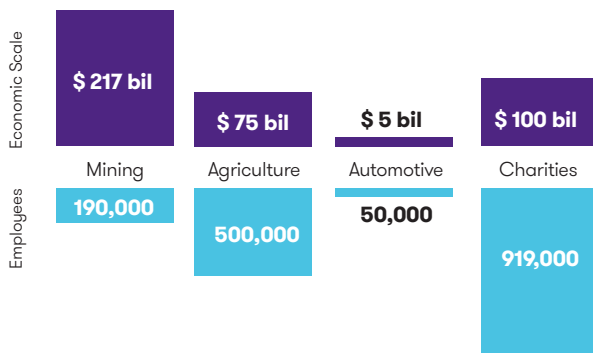 Economic Scale
$ 217 bil
$ 75 bil
$ 5 bil
$ 100 bil
Mining
Agriculture
Automotive
Charities
Employees
190,000
500,000
50,000
919,000